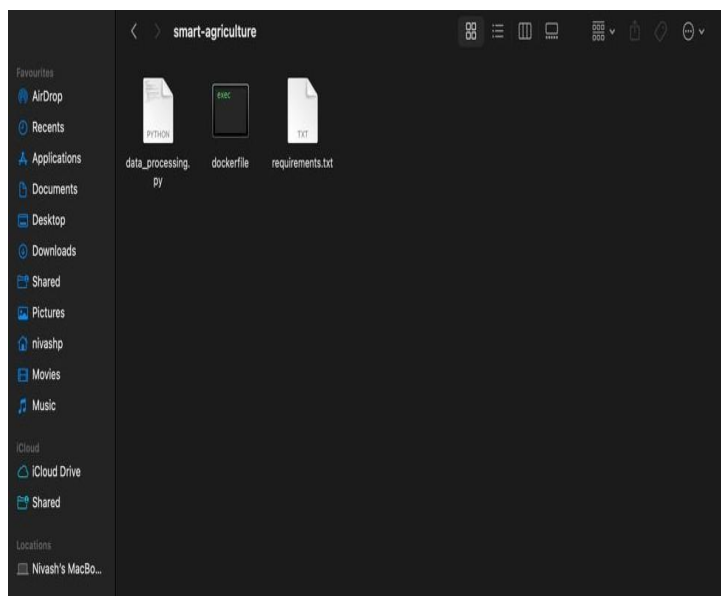 smart-agriculture
Favourites
AirDrop
Recents
Applications
Documents
Desktop
Downloads
Shared
Pictures
nivashp
Movies
Music
iCloud
iCloud Drive
Shared
Locations
Nivash's MacBo...
PYTHON
data_processing.
py
exec
dockerfile
TXT
requirements.txt